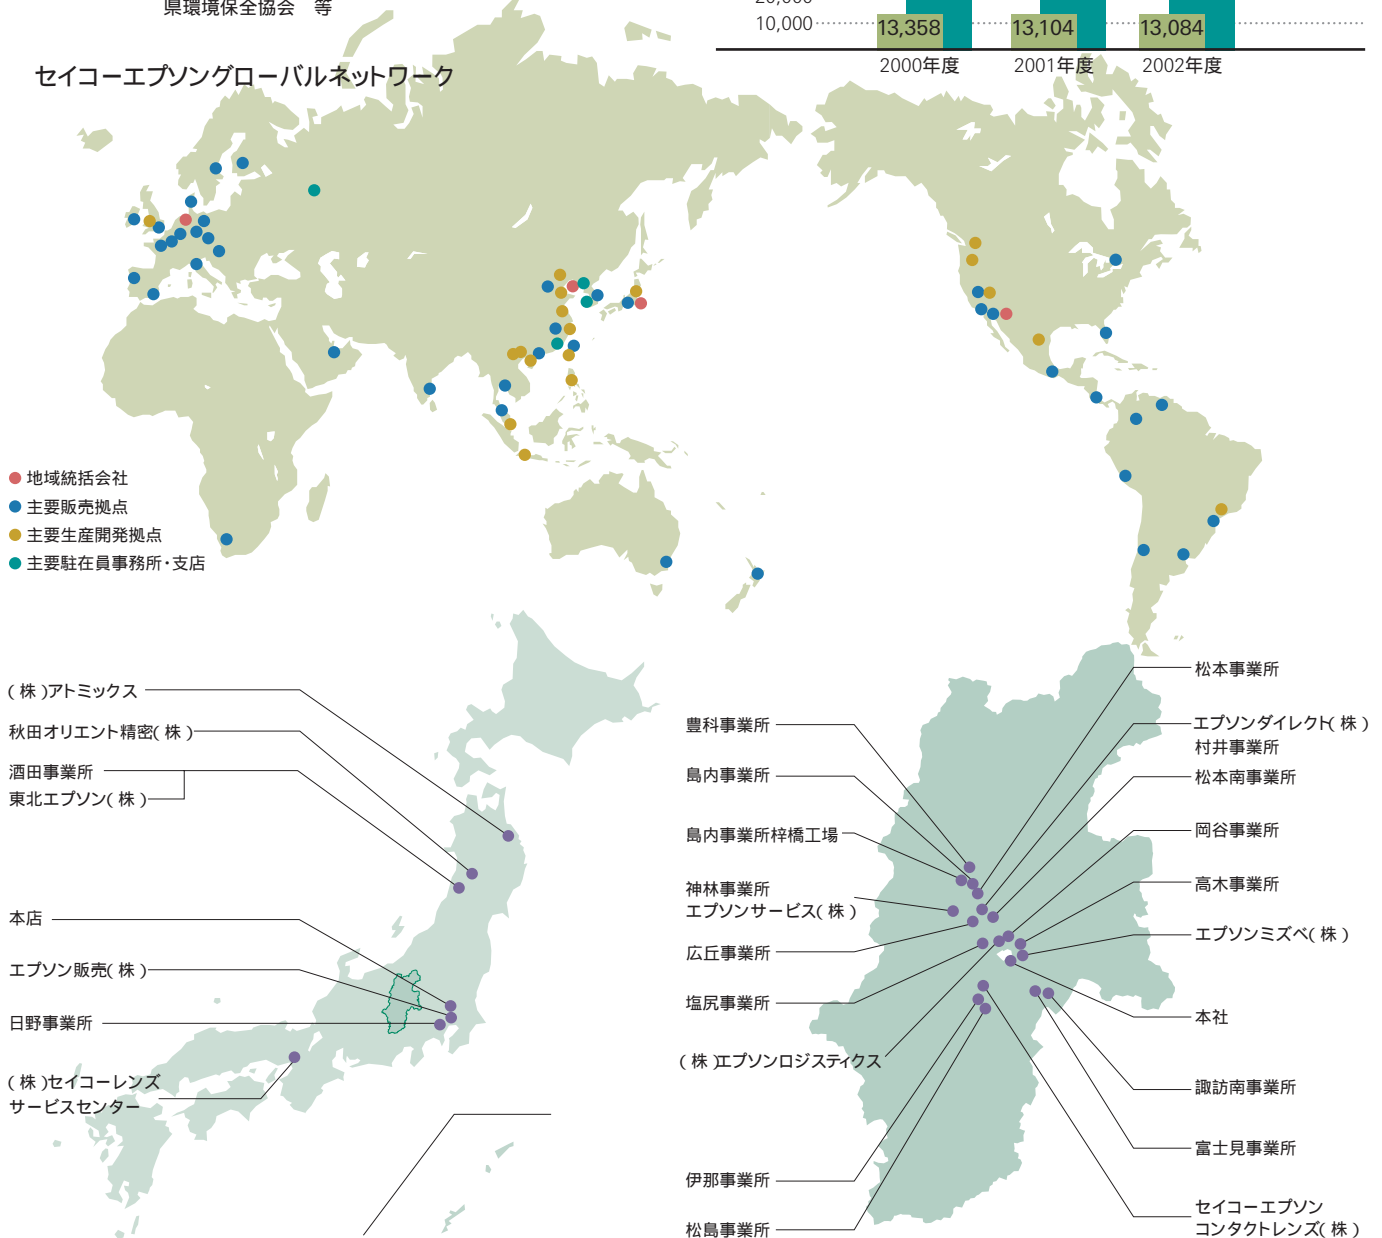 県環境保全協会　等
10,000
13,358
13,104
13,084
2000年度
2001年度
2002年度
セイコーエプソングローバルネットワーク
地域統括会社
主要販売拠点
主要生産開発拠点
主要駐在員事務所・支店
(株)アトミックス
秋田オリエント精密(株)
酒田事業所
東北エプソン(株)
本店
エプソン販売(株)
日野事業所
(株)セイコーレンズ
サービスセンター
豊科事業所
島内事業所
島内事業所梓橋工場
神林事業所
エプソンサービス(株)
広丘事業所
塩尻事業所
(株)エプソンロジスティクス
伊那事業所
松島事業所
松本事業所
エプソンダイレクト(株)
村井事業所
松本南事業所
岡谷事業所
高木事業所
エプソンミズベ(株)
本社
諏訪南事業所
富士見事業所
セイコーエプソン
コンタクトレンズ(株)